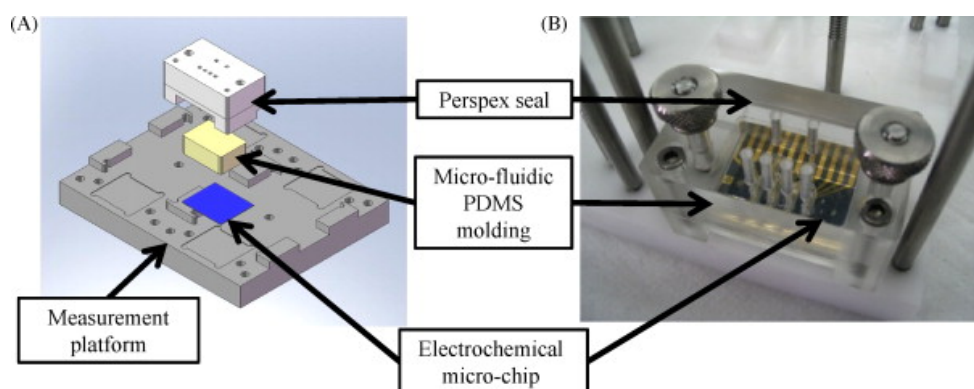 (A)
(B)
Perspex seal
Micro-fluidic
PDMS
molding
Measurement
platform
Electrochemical
micro-chip